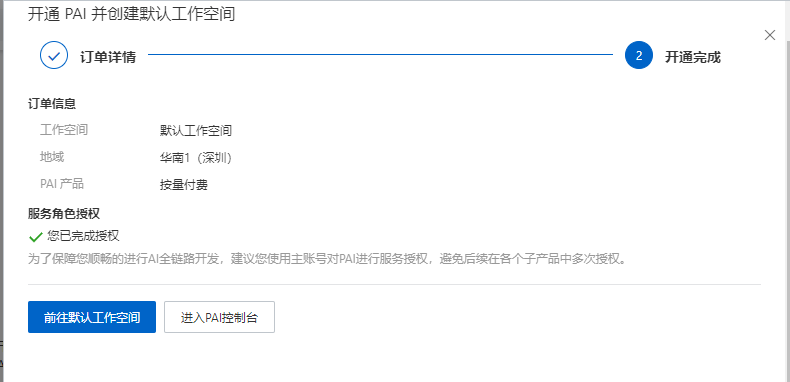 开通 PAI 并创建默认工作空间
订单详情
2 开通完成
订单信息
工作空间 默认工作空间
地域 华南1（深圳）
PAI 产品 按量付费
服务角色授权
您已完成授权
为了保障您顺畅的进行AI全链路开发，建议您使用主账号对PAI进行服务授权，避免后续在各个子产品中多次授权。
前往默认工作空间 进入PAI控制台